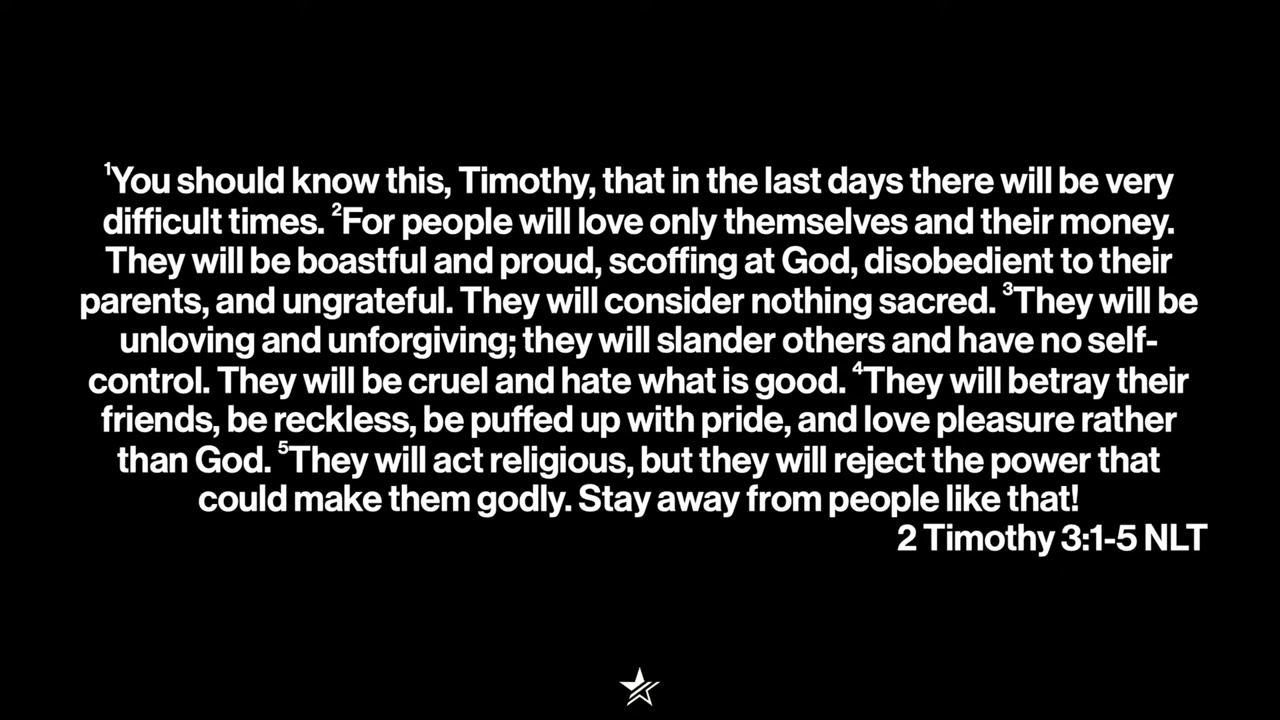 ¹You should know this, Timothy, that in the last days there will be very
difficult times. ²For people will love only themselves and their money.
They will be boastful and proud, scoffing at God, disobedient to their
parents, and ungrateful. They will consider nothing sacred. ³They will be
unloving and unforgiving; they will slander others and have no self-
control. They will be cruel and hate what is good. ⁴They will betray their
friends, be reckless, be puffed up with pride, and love pleasure rather
than God. ⁵They will act religious, but they will reject the power that
could make them godly. Stay away from people like that!
2 Timothy 3:1-5 NLT